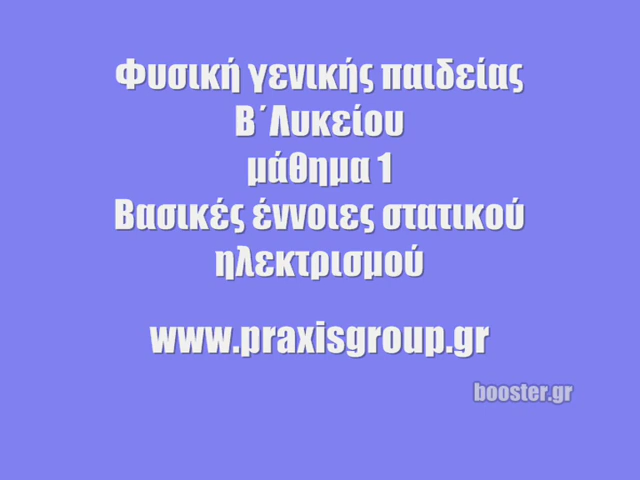 Φυσική γενικής παιδείας
Β΄Λυκείου
μάθημα 1
Βασικές έννοιες στατικού
ηλεκτρισμού
www.praxisgroup.gr
booster.gr